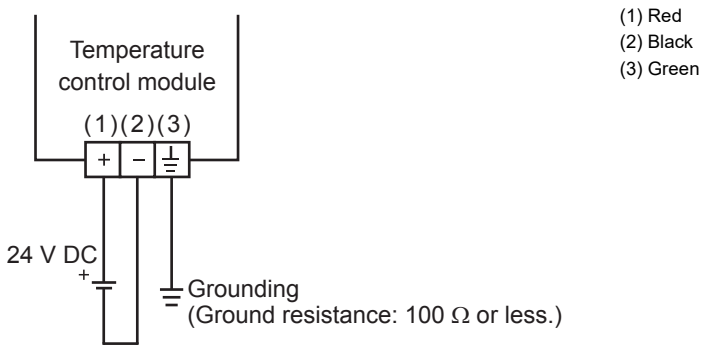 Temperature
control module
(1)(2)(3)
+ −
24 V DC
+
Grounding
(Ground resistance: 100 Ω or less.)
(1) Red
(2) Black
(3) Green